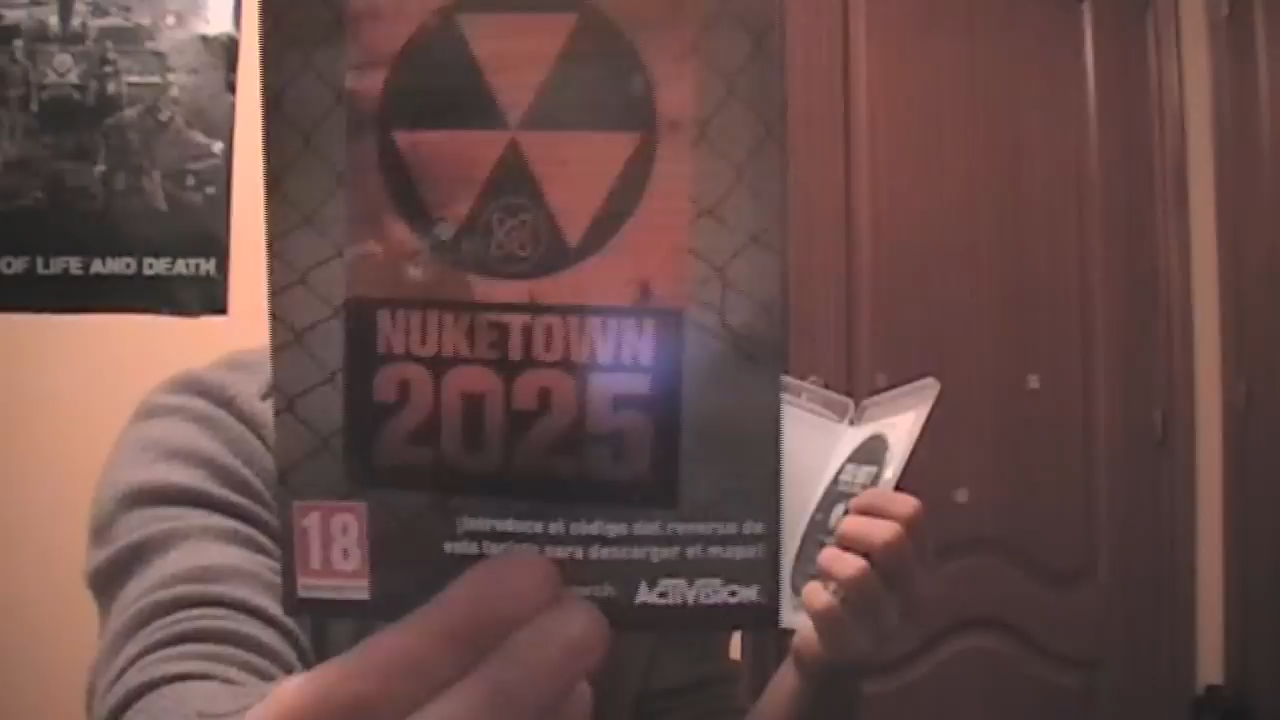 OF LIFE AND DEATH
NUKETOWN
2025
18
¡Introduce el código del reverso de
esta tarjeta para descargar el mapa!
ACTIVISION